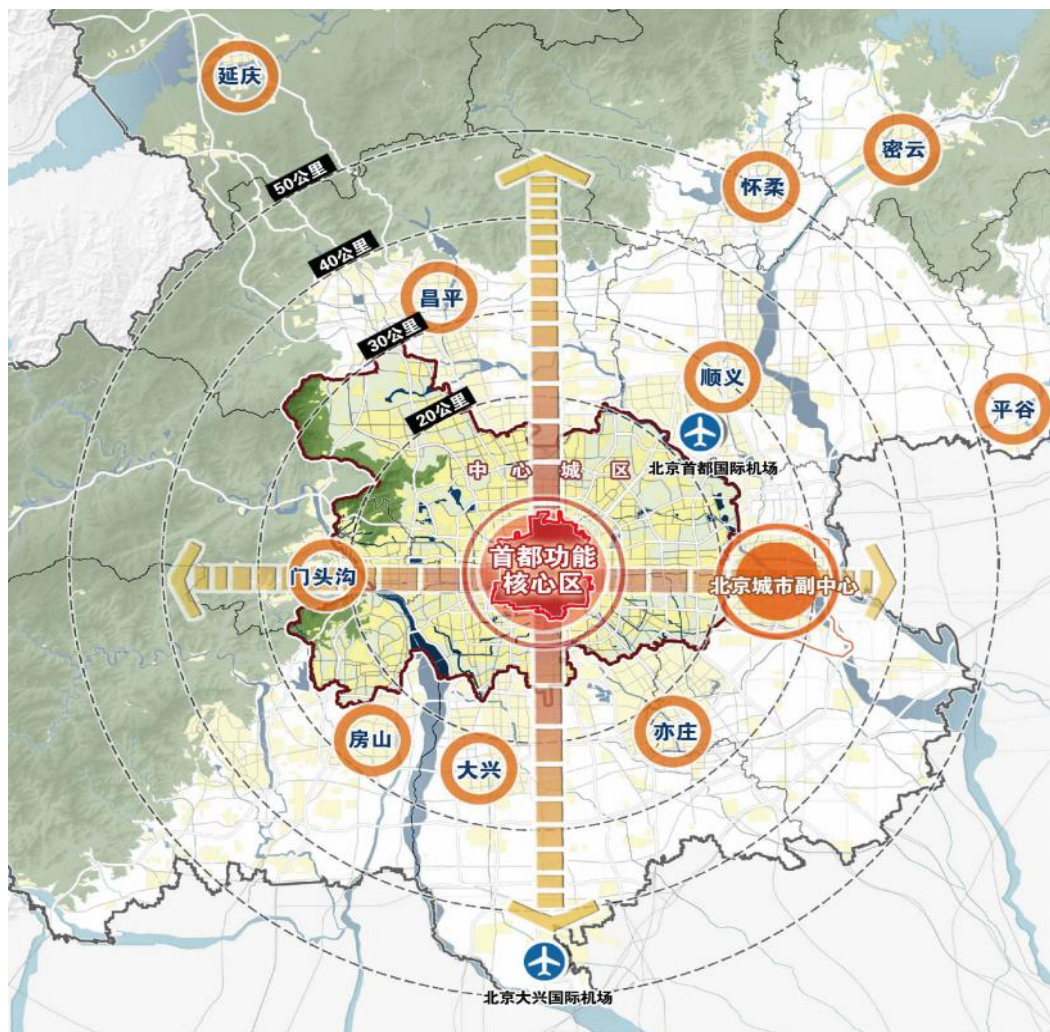 延庆
密云
怀柔
50公里
40公里
昌平
30公里
顺义
20公里
平谷
北京首都国际机场
中心城区
首都功能
核心区
门头沟
北京城市副中心
房山
大兴
亦庄
北京大兴国际机场